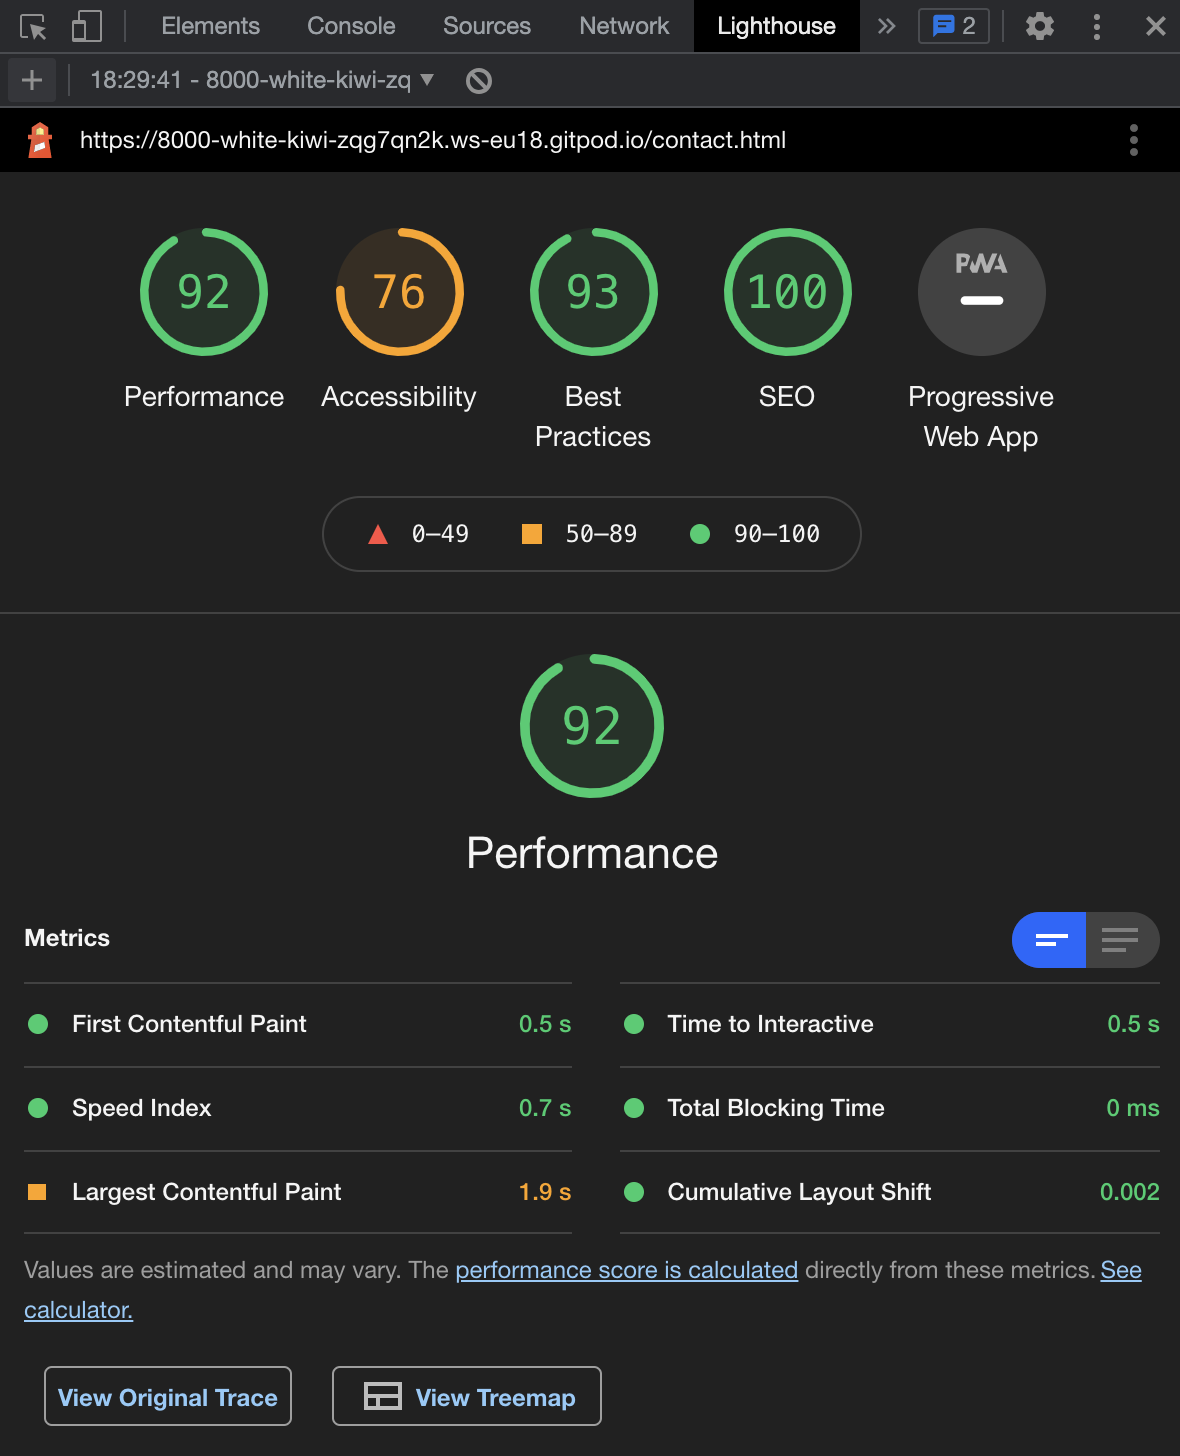 Elements Console Sources Network Lighthouse 2
18:29:41 - 8000-white-kiwi-zq
https://8000-white-kiwi-zqg7qn2k.ws-eu18.gitpod.io/contact.html
92 76 93 100 PWA
Performance Accessibility Best Practices SEO Progressive Web App
0–49 50–89 90–100
92
Performance
Metrics
First Contentful Paint 0.5 s Time to Interactive 0.5 s
Speed Index 0.7 s Total Blocking Time 0 ms
Largest Contentful Paint 1.9 s Cumulative Layout Shift 0.002
Values are estimated and may vary. The performance score is calculated directly from these metrics. See
calculator.
View Original Trace View Treemap